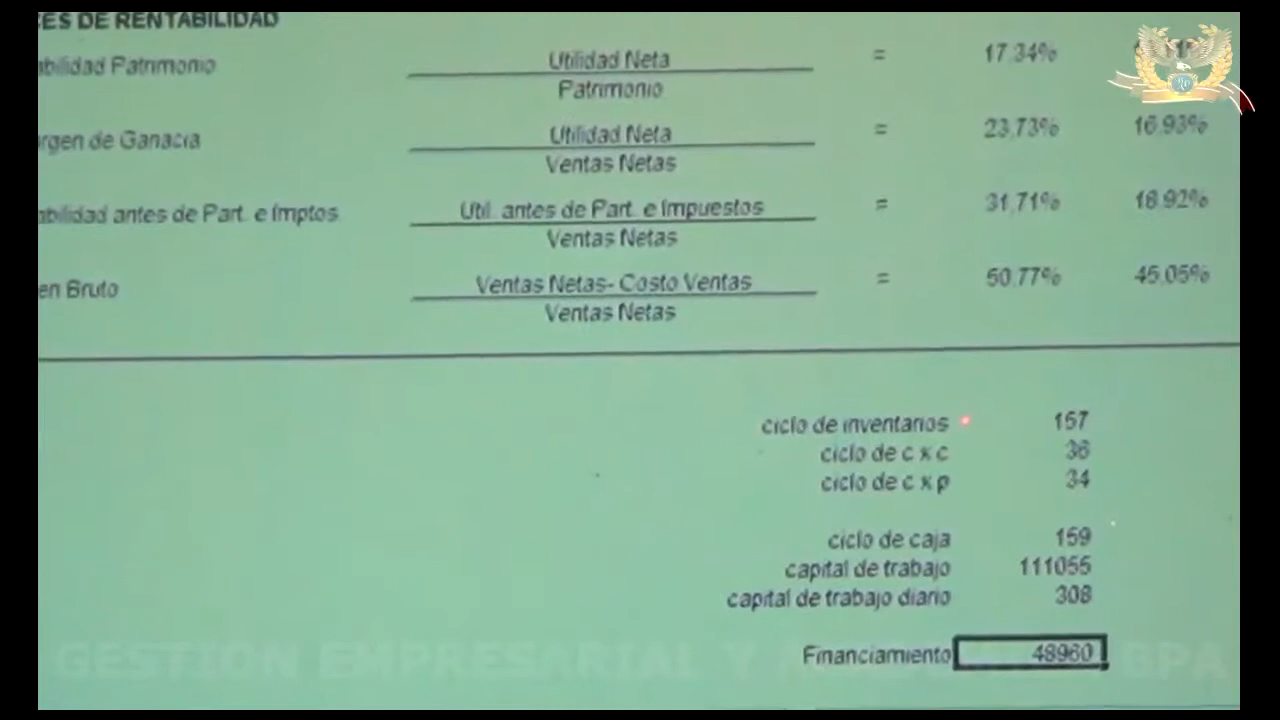 ES DE RENTABILIDAD
abilidad Patrimonio Utilidad Neta = 17.34%
Patrimonio
rgen de Ganacia Utilidad Neta = 23,73% 16,93%
Ventas Netas
abilidad antes de Part. e Imptos Util. antes de Part. e Impuestos = 31,71% 18,92%
Ventas Netas
en Bruto Ventas Netas- Costo Ventas = 50,77% 45,05%
Ventas Netas
ciclo de inventarios 157
ciclo de c x c 36
ciclo de c x p 34
ciclo de caja 159
capital de trabajo 111055
capital de trabajo diario 308
Financiamiento 48960
GESTIÓN EMPRESARIAL Y